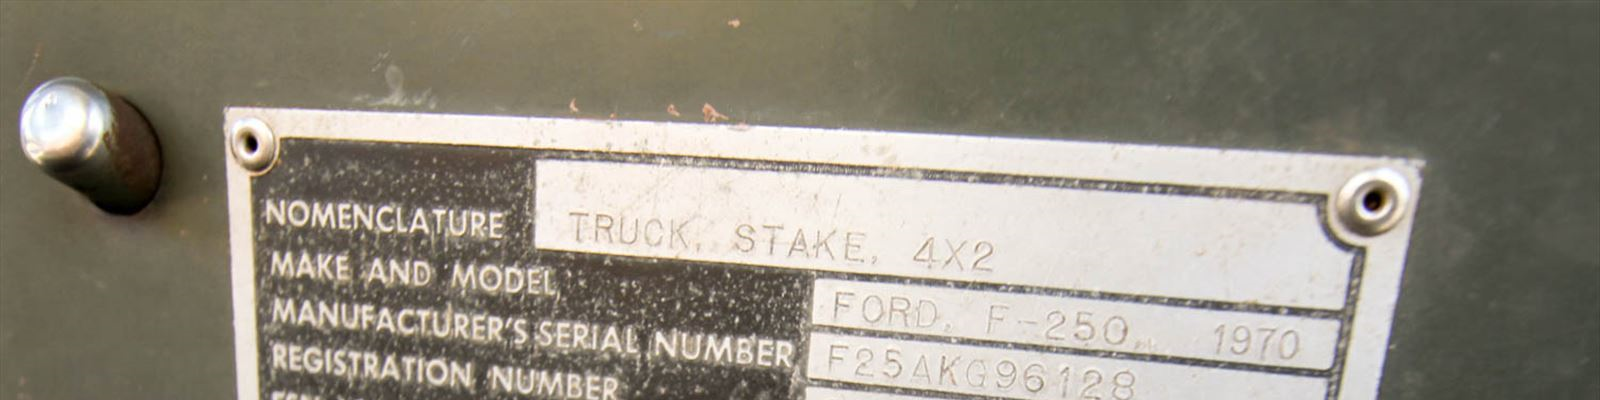 NOMENCLATURE TRUCK, STAKE, 4X2
MAKE AND MODEL FORD, F-250, 1970
MANUFACTURER'S SERIAL NUMBER F25AKG96128
REGISTRATION NUMBER